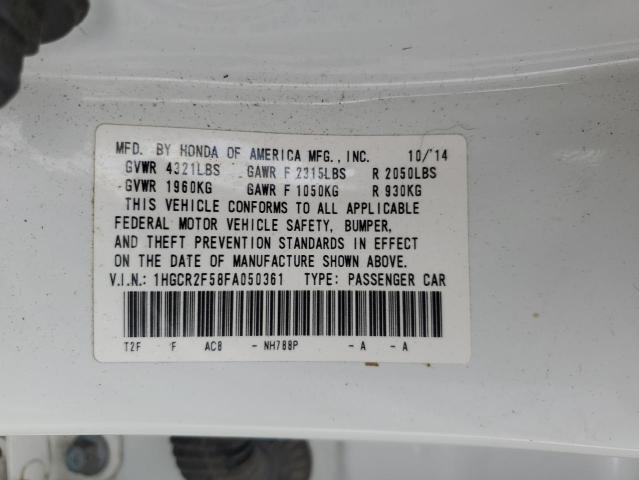 MFD. BY HONDA OF AMERICA MFG., INC. 10/'14
GVWR 4321LBS GAWR F 2315LBS R 2050LBS
GVWR 1960KG GAWR F 1050KG R 930KG
THIS VEHICLE CONFORMS TO ALL APPLICABLE
FEDERAL MOTOR VEHICLE SAFETY, BUMPER,
AND THEFT PREVENTION STANDARDS IN EFFECT
ON THE DATE OF MANUFACTURE SHOWN ABOVE.
V.I.N.: 1HGCR2F58FA050361 TYPE: PASSENGER CAR
T2F F AC8 - NH788P - A - A